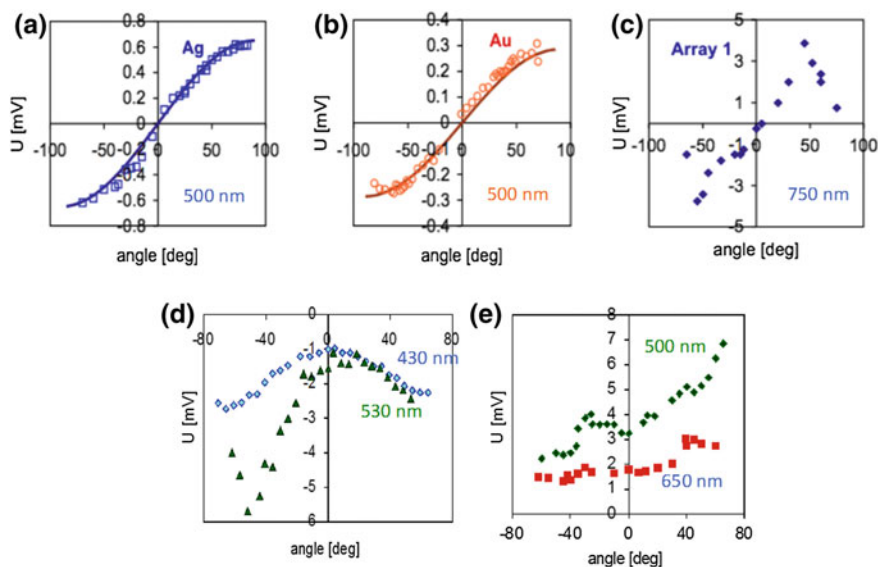 (a)
0.8
0.6
0.4
0.2
0
-100
-50
-0.2
0
50
100
-0.4
-0.6
-0.8
U [mV]
Ag
500 nm
angle [deg]
(b)
0.4
0.3
0.2
0.1
0
-100
-50
-0.1
0
50
10
-0.2
-0.3
0.4
U [mV]
Au
500 nm
angle [deg]
(c)
5
3
1
-100
-50
-1
0
50
100
-3
-5
U [mV]
Array 1
750 nm
angle [deg]
(d)
0
-80
-40
0
40
80
-1
-2
-3
-4
-5
6
U [mV]
430 nm
530 nm
angle [deg]
(e)
8
7
6
5
4
3
2
1
0
-80
-40
0
40
80
U [mV]
500 nm
650 nm
angle [deg]